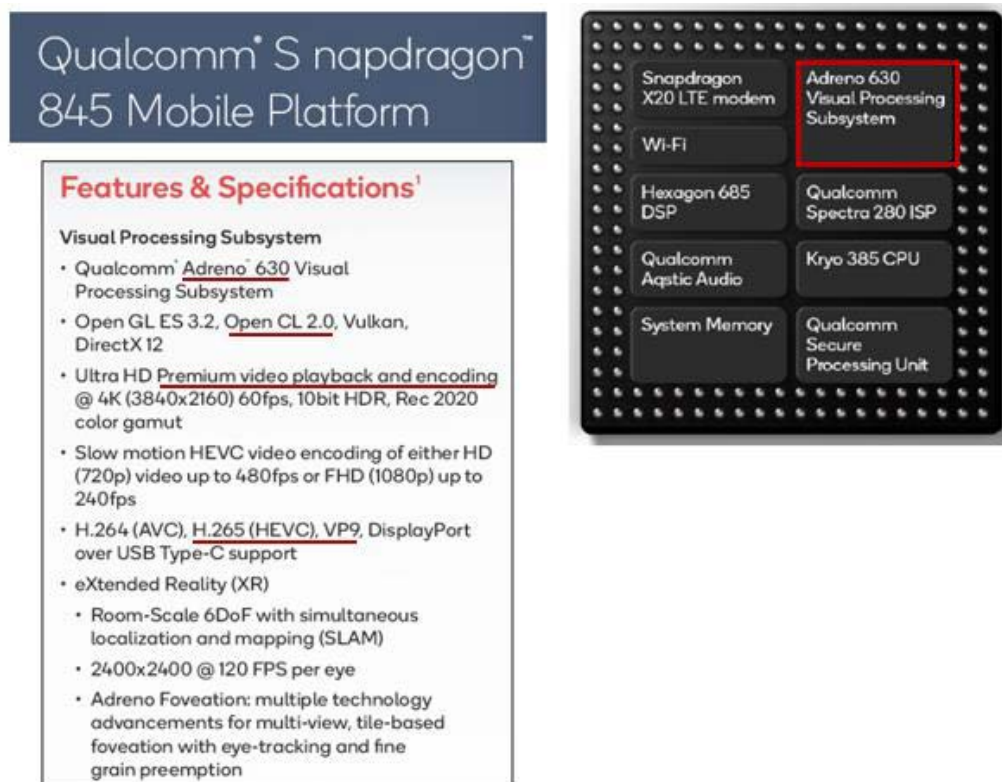 Qualcomm® Snapdragon™
845 Mobile Platform
Features & Specifications¹
Visual Processing Subsystem
• Qualcomm® Adreno™ 630 Visual
Processing Subsystem
• Open GL ES 3.2, Open CL 2.0, Vulkan,
DirectX 12
• Ultra HD Premium video playback and encoding
@ 4K (3840x2160) 60fps, 10bit HDR, Rec 2020
color gamut
• Slow motion HEVC video encoding of either HD
(720p) video up to 480fps or FHD (1080p) up to
240fps
• H.264 (AVC), H.265 (HEVC), VP9, DisplayPort
over USB Type-C support
• eXtended Reality (XR)
• Room-Scale 6DoF with simultaneous
localization and mapping (SLAM)
• 2400x2400 @ 120 FPS per eye
• Adreno Foveation: multiple technology
advancements for multi-view, tile-based
foveation with eye-tracking and fine
grain preemption
Snapdragon
X20 LTE modem
Adreno 630
Visual Processing
Subsystem
Wi-Fi
Hexagon 685
DSP
Qualcomm
Spectra 280 ISP
Qualcomm
Aqstic Audio
Kryo 385 CPU
System Memory
Qualcomm
Secure
Processing Unit